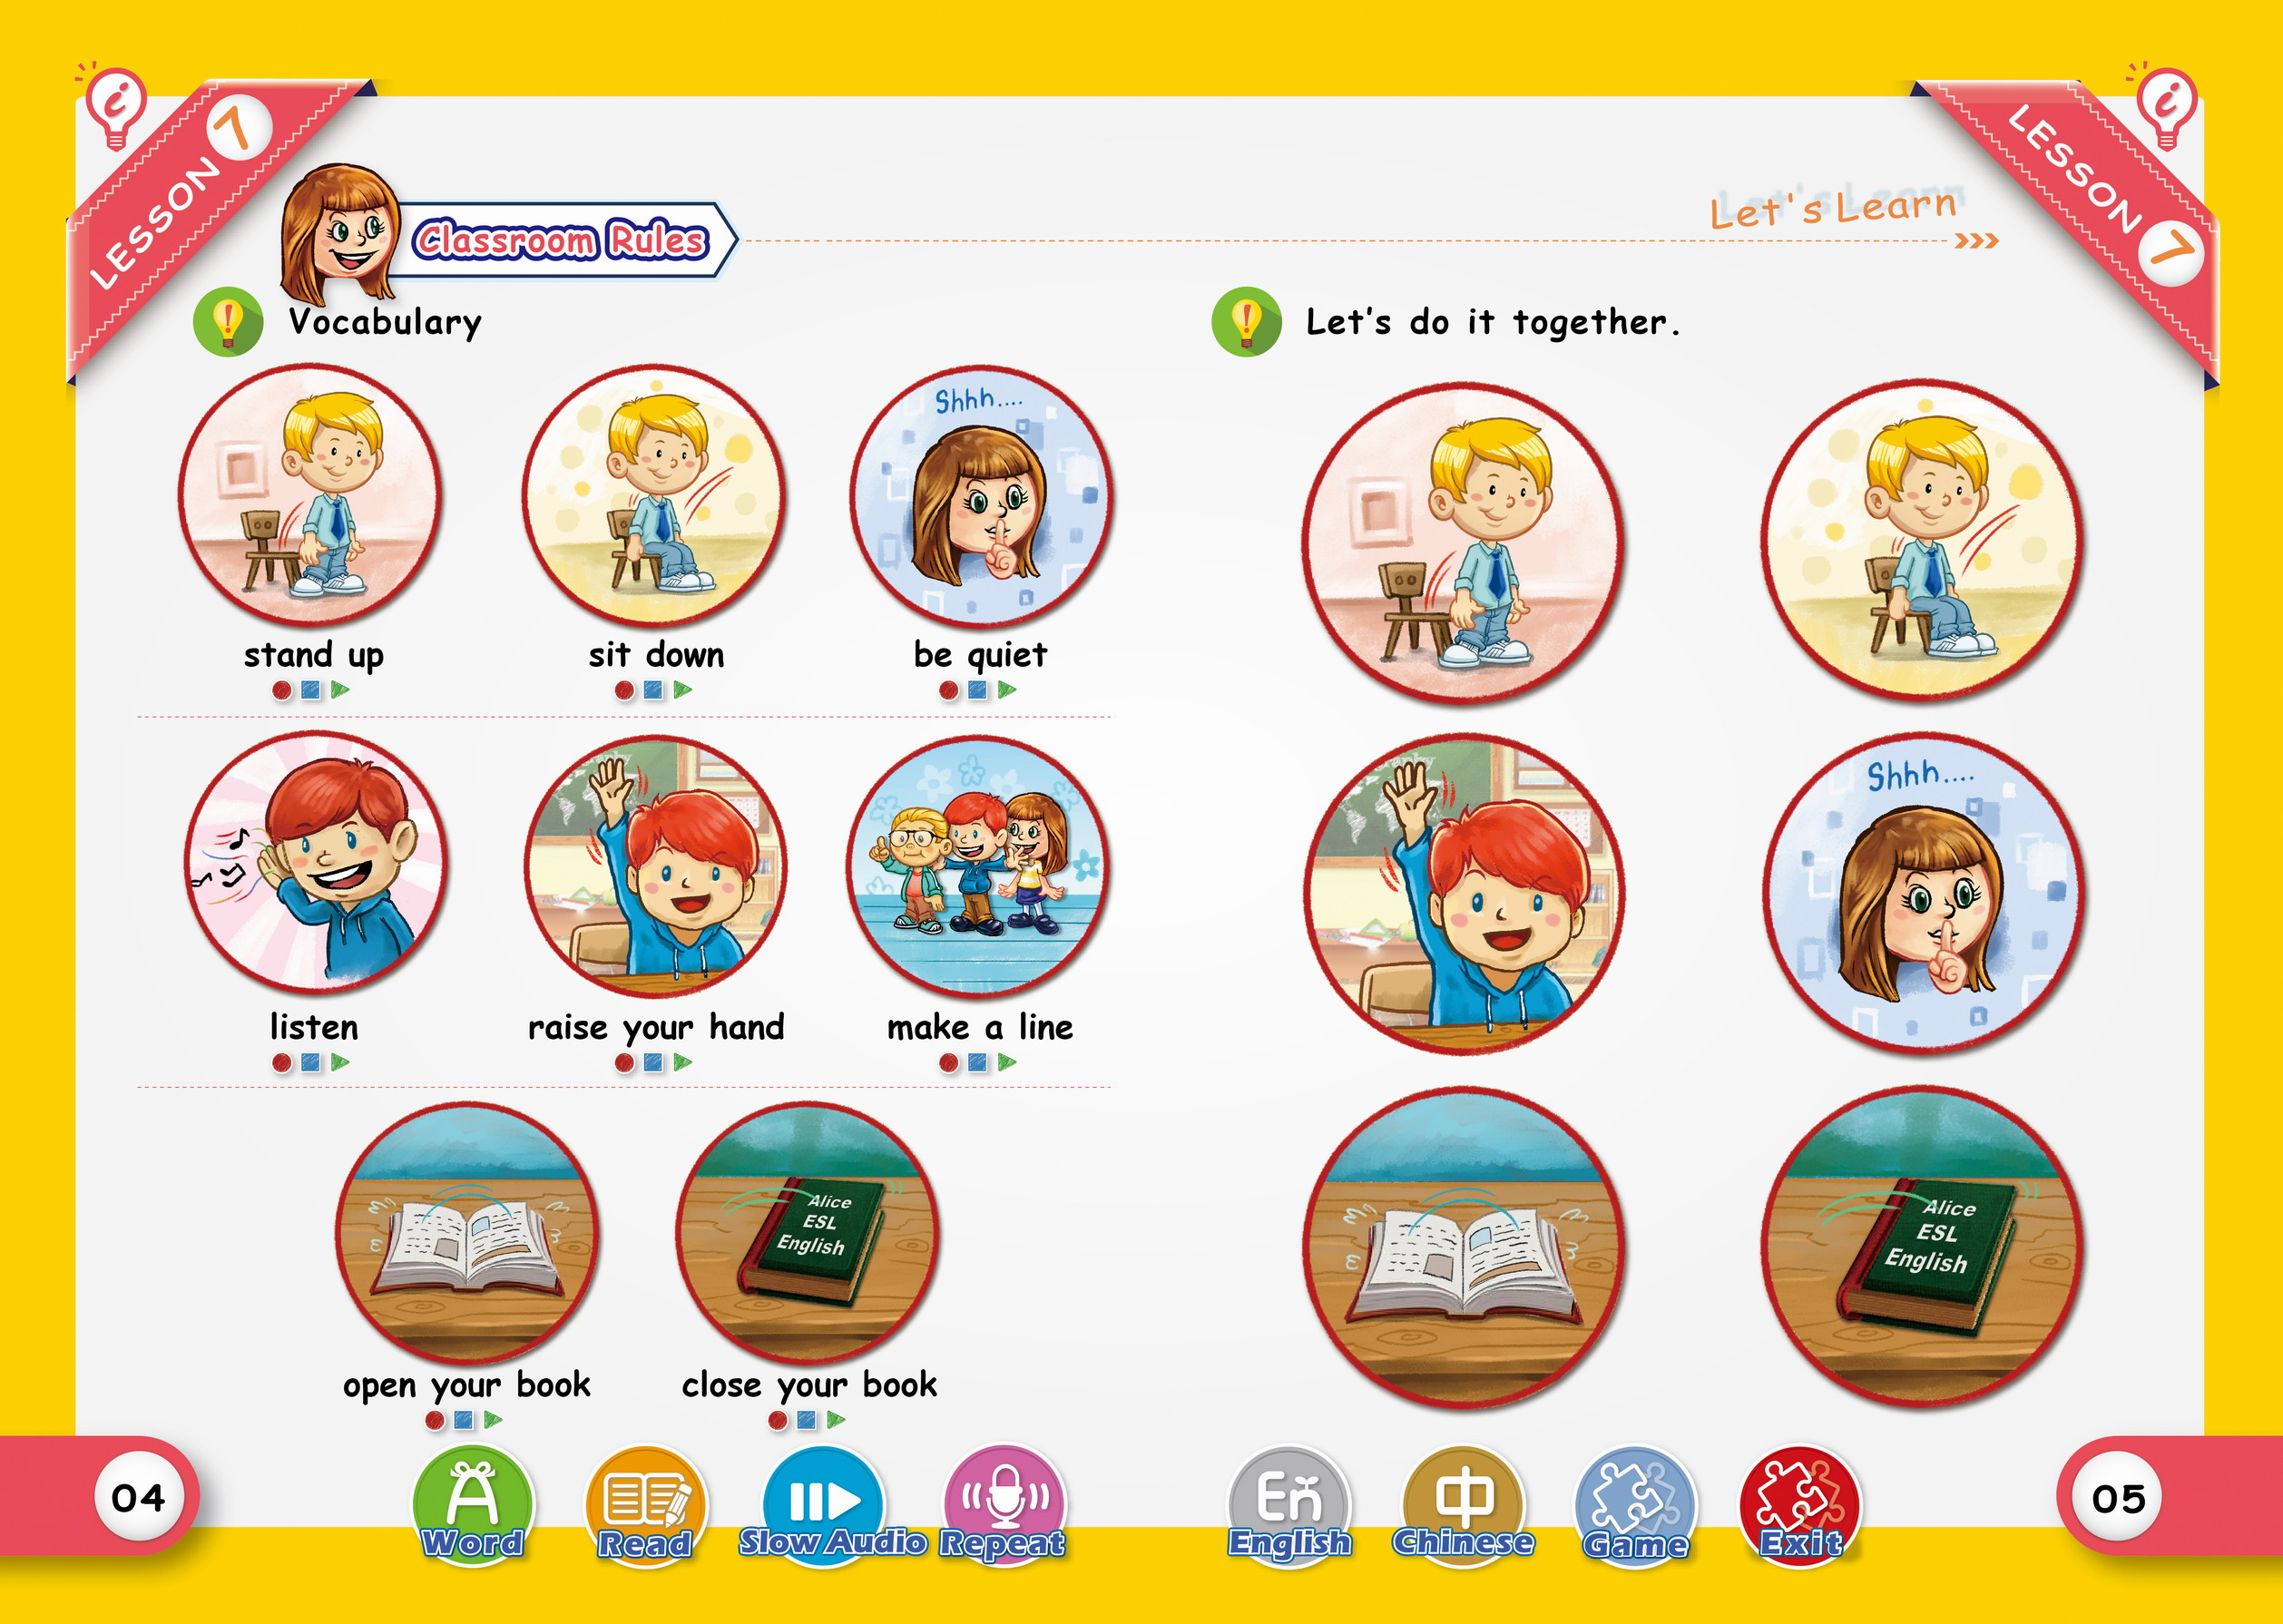 LESSON 7
Classroom Rules
Let's Learn
LESSON 7
Vocabulary
Shhh....
stand up
sit down
be quiet
listen
raise your hand
make a line
Alice
ESL
English
open your book
close your book
Let's do it together.
Shhh....
Alice
ESL
English
04
Word
Read
Slow Audio
Repeat
En
English
中
Chinese
Game
Exit
05